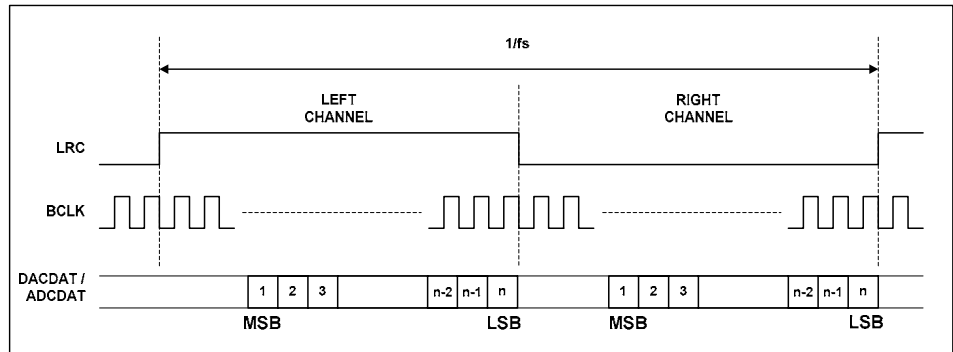 1/fs
LEFT
CHANNEL
RIGHT
CHANNEL
LRC
BCLK
DACDAT /
ADCDAT
1 2 3 n-2 n-1 n 1 2 3 n-2 n-1 n
MSB LSB MSB LSB